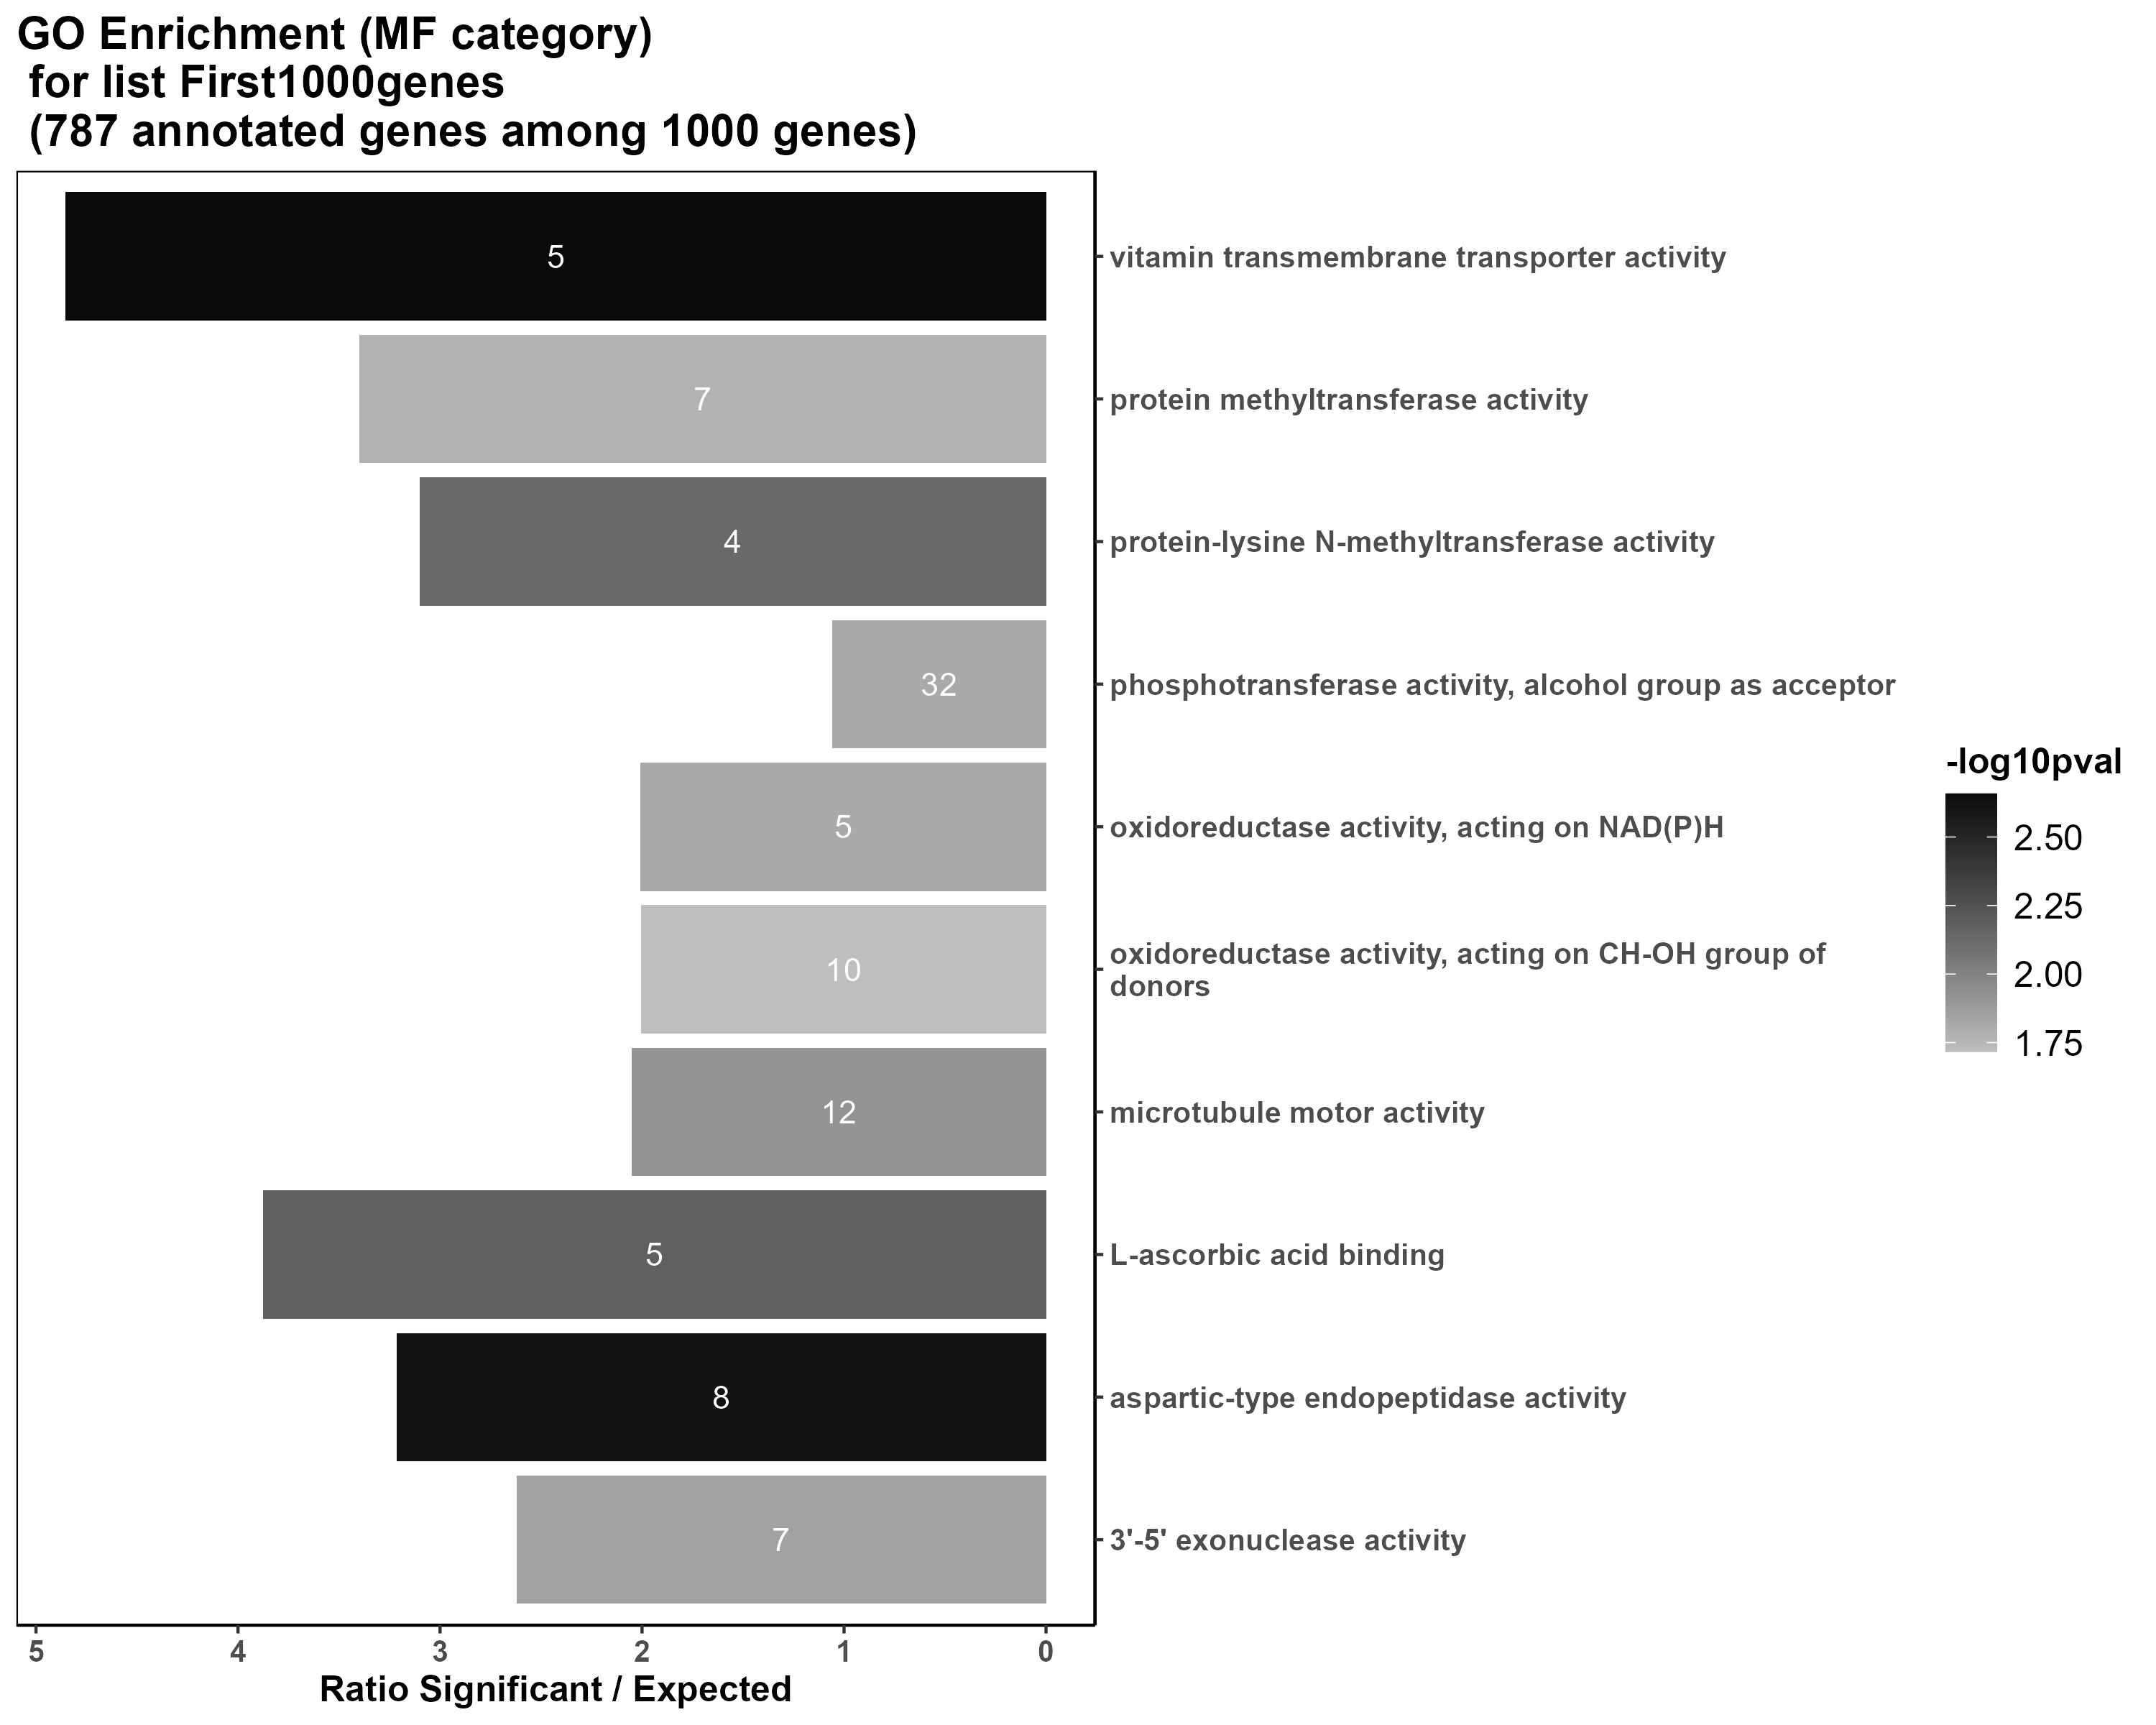 GO Enrichment (MF category)
for list First1000genes
(787 annotated genes among 1000 genes)
5
vitamin transmembrane transporter activity
7
protein methyltransferase activity
4
protein-lysine N-methyltransferase activity
32
phosphotransferase activity, alcohol group as acceptor
5
oxidoreductase activity, acting on NAD(P)H
10
oxidoreductase activity, acting on CH-OH group of
donors
12
microtubule motor activity
5
L-ascorbic acid binding
8
aspartic-type endopeptidase activity
7
3'-5' exonuclease activity
5 4 3 2 1 0
Ratio Significant / Expected
-log10pval
2.50
2.25
2.00
1.75